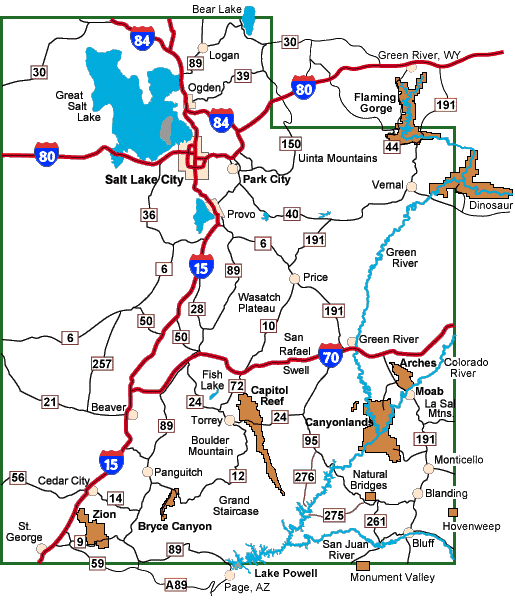 Bear Lake
84
Logan
30
Green River, WY
30
89
39
Great
Salt
Lake
Ogden
80
Flaming
Gorge
191
84
150
44
80
Uinta Mountains
Salt Lake City
Park City
Vernal
Dinosaur
36
Provo
40
6
191
Green
River
6
15
89
Price
Wasatch
Plateau
28
191
50
10
6
50
San
Rafael
Swell
Green River
70
257
Arches
Colorado
River
Fish
Lake
72
Capitol
Reef
Moab
21
24
La Sal
Mtns.
Beaver
Torrey
24
Canyonlands
89
Boulder
Mountain
95
191
15
Monticello
Panguitch
12
276
Natural
Bridges
56
Cedar City
14
Grand
Staircase
Blanding
Zion
Bryce Canyon
275
261
Hovenweep
St.
George
9
89
San Juan
River
Bluff
59
Lake Powell
Monument Valley
A89
Page, AZ